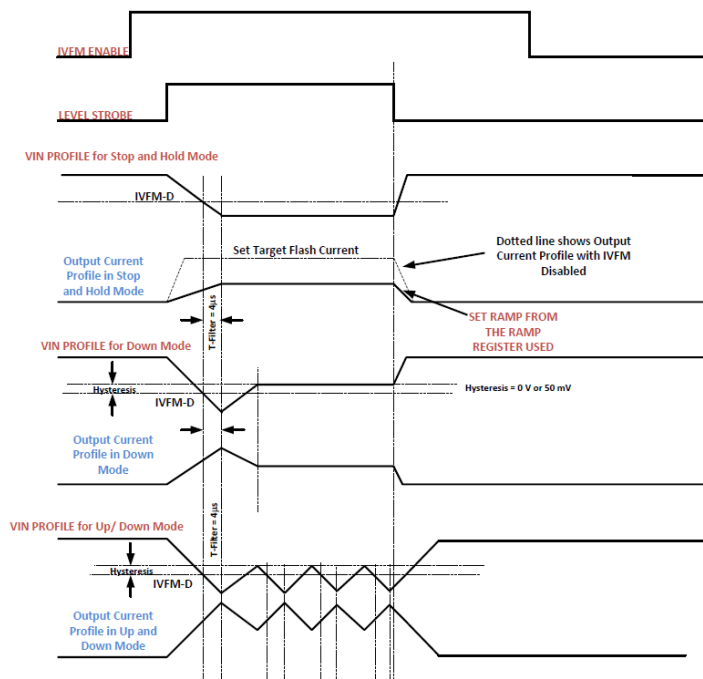 IVFM ENABLE
LEVEL STROBE
VIN PROFILE for Stop and Hold Mode
IVFM-D
Set Target Flash Current
Dotted line shows Output
Current Profile with IVFM
Disabled
Output Current
Profile in Stop
and Hold Mode
T-Filter = 4µs
SET RAMP FROM
THE RAMP
REGISTER USED
VIN PROFILE for Down Mode
Hysteresis
IVFM-D
Hysteresis = 0 V or 50 mV
Output Current
Profile in Down
Mode
T-Filter = 4µs
VIN PROFILE for Up/ Down Mode
Hysteresis
IVFM-D
Output Current
Profile in Up and
Down Mode